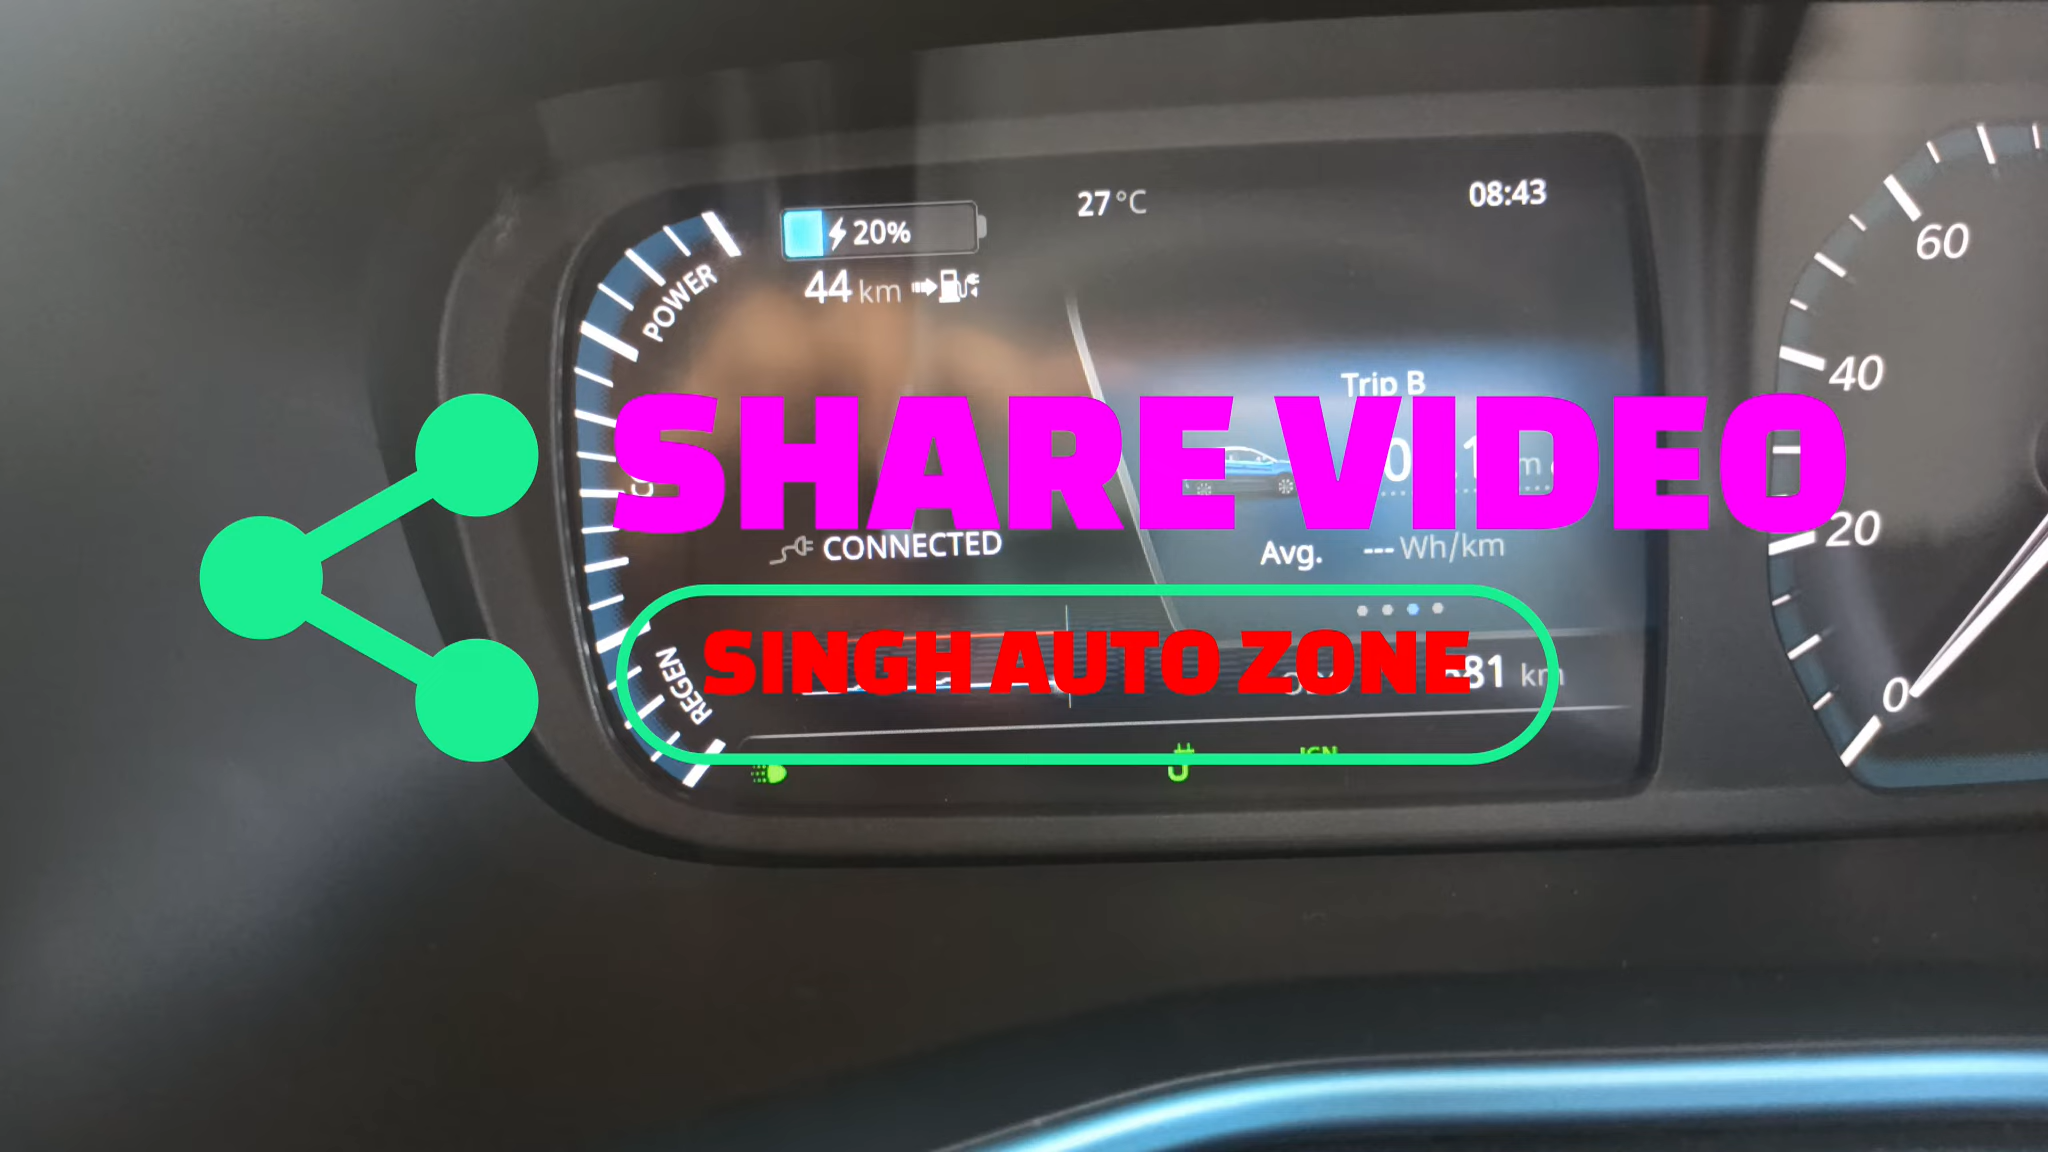 27 °C
08:43
20%
44 km
POWER
60
40
20
0
Trip B
SHARE VIDEO
CONNECTED
Avg. --- Wh/km
SINGH AUTO ZONE
km
REGEN